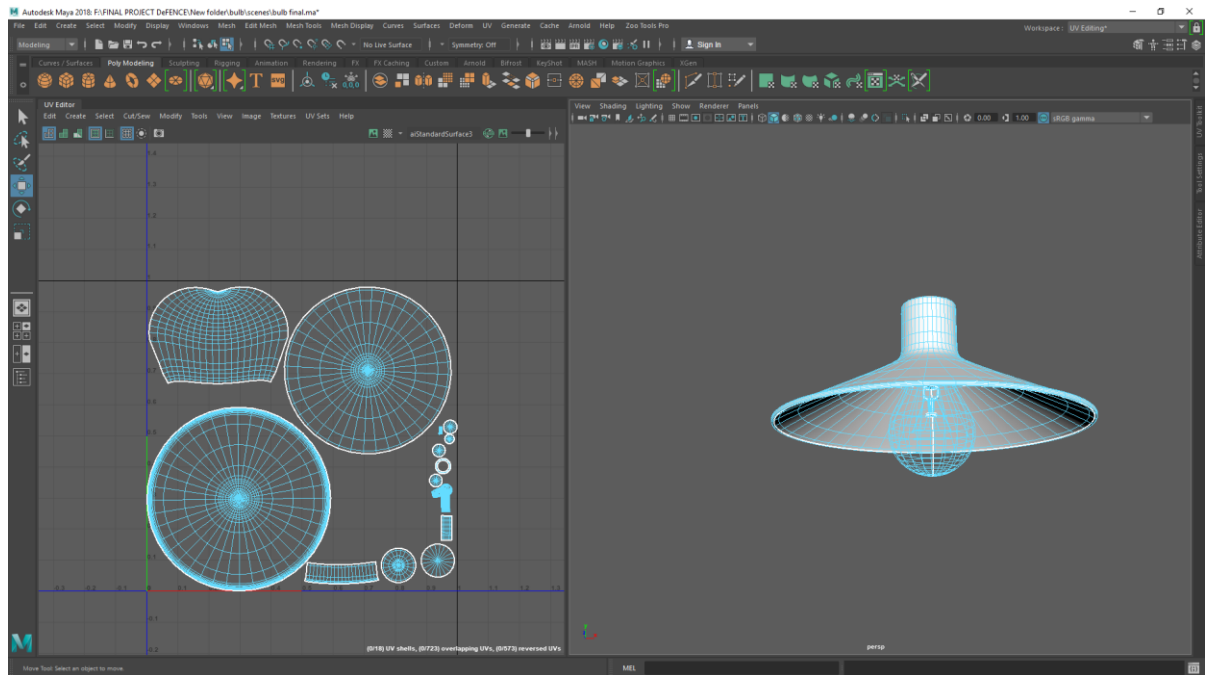 Autodesk Maya 2018: F:\FINAL PROJECT DeFENCE\New folder\bulb\scenes\bulb final.ma*
File Edit Create Select Modify Display Windows Mesh Edit Mesh Mesh Tools Mesh Display Curves Surfaces Deform UV Generate Cache Arnold Help Zoo Tools Pro
Workspace: UV Editing*
Modeling No Live Surface Symmetry: Off Sign In
Curves / Surfaces Poly Modeling Sculpting Rigging Animation Rendering FX FX Caching Custom Arnold Bifrost KeyShot MASH Motion Graphics XGen
UV Editor
Edit Create Select Cut/Sew Modify Tools View Image Textures UV Sets Help
aiStandardSurface3
View Shading Lighting Show Renderer Panels
0.00 1.00 sRGB gamma
UV Toolkit
Tool Settings
Attribute Editor
(0/18) UV shells, (0/723) overlapping UVs, (0/573) reversed UVs
persp
Move Tool: Select an object to move.
MEL